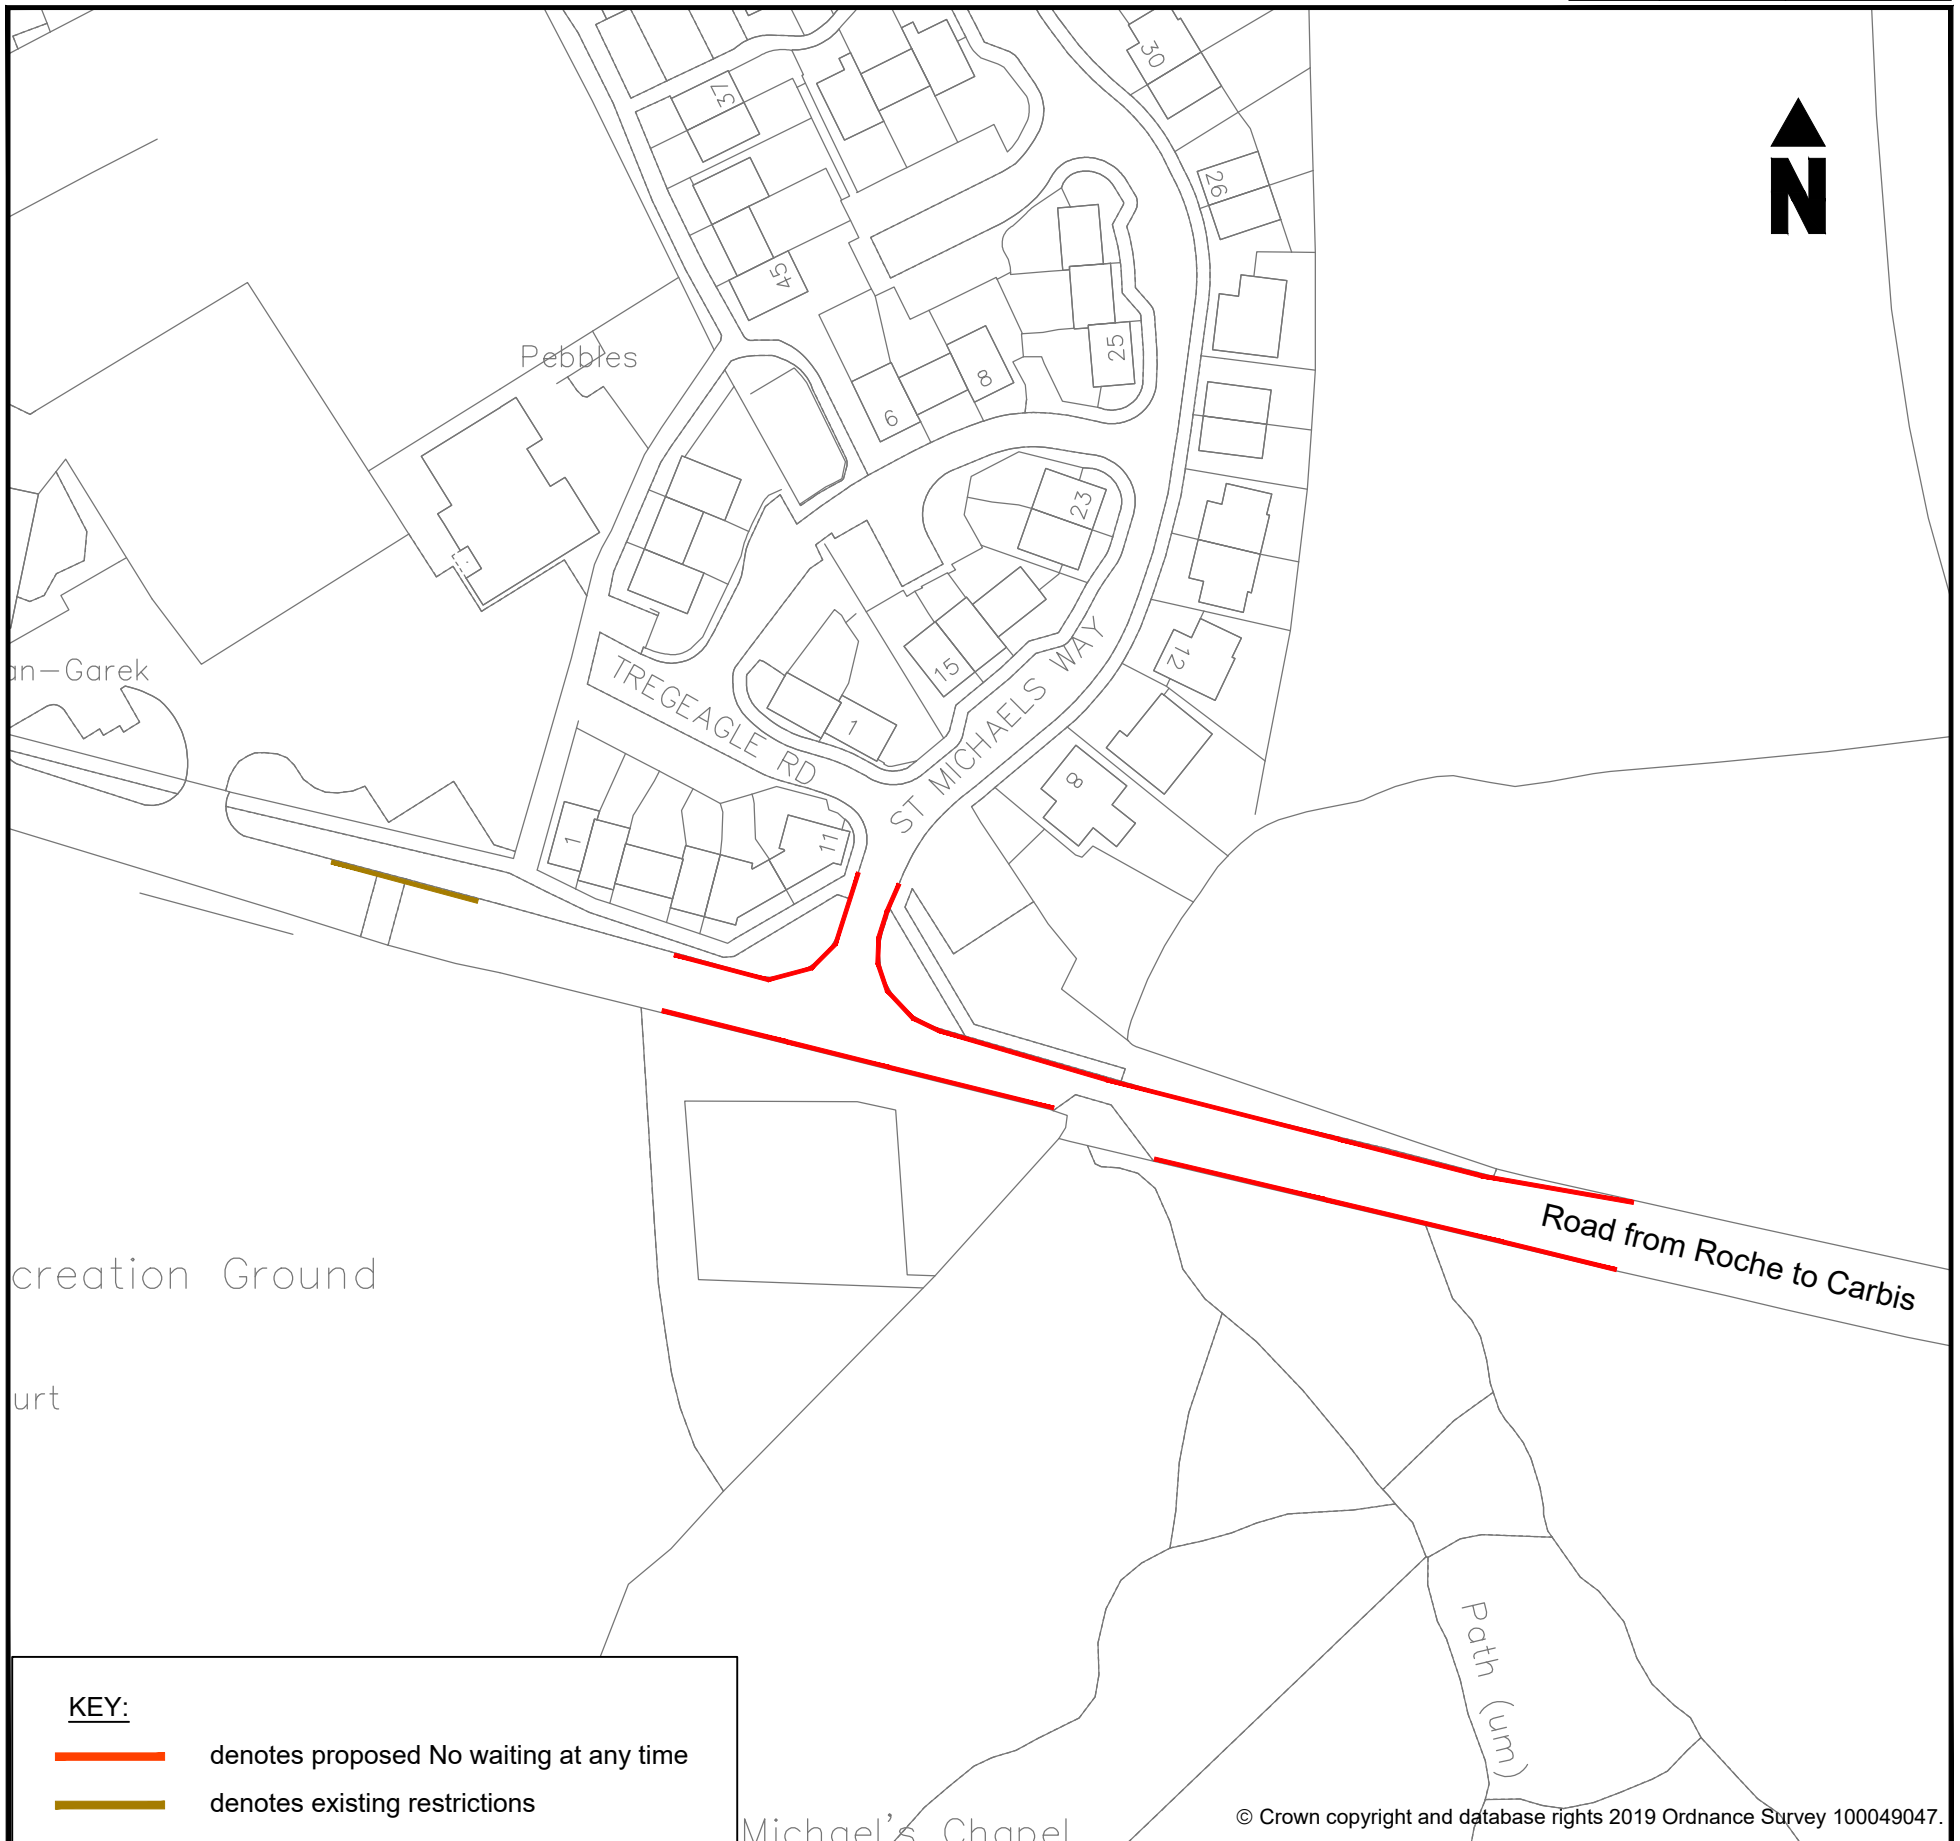 30
37
N
26
45
Pebbles
25
8
6
23
an-Garek
15
12
TREGEAGLE RD
1
ST MICHAELS WAY
8
1
11
Road from Roche to Carbis
creation Ground
urt
Path (um)
KEY:
denotes proposed No waiting at any time
denotes existing restrictions
Michael's Chapel
© Crown copyright and database rights 2019 Ordnance Survey 100049047.